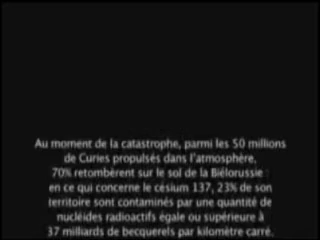 Au moment de la catastrophe, parmi les 50 millions
de Curies propulsés dans l'atmosphère,
70% retombèrent sur le sol de la Biélorussie :
en ce qui concerne le césium 137, 23% de son
territoire sont contaminés par une quantité de
nucléides radioactifs égale ou supérieure à
37 milliards de becquerels par kilomètre carré.